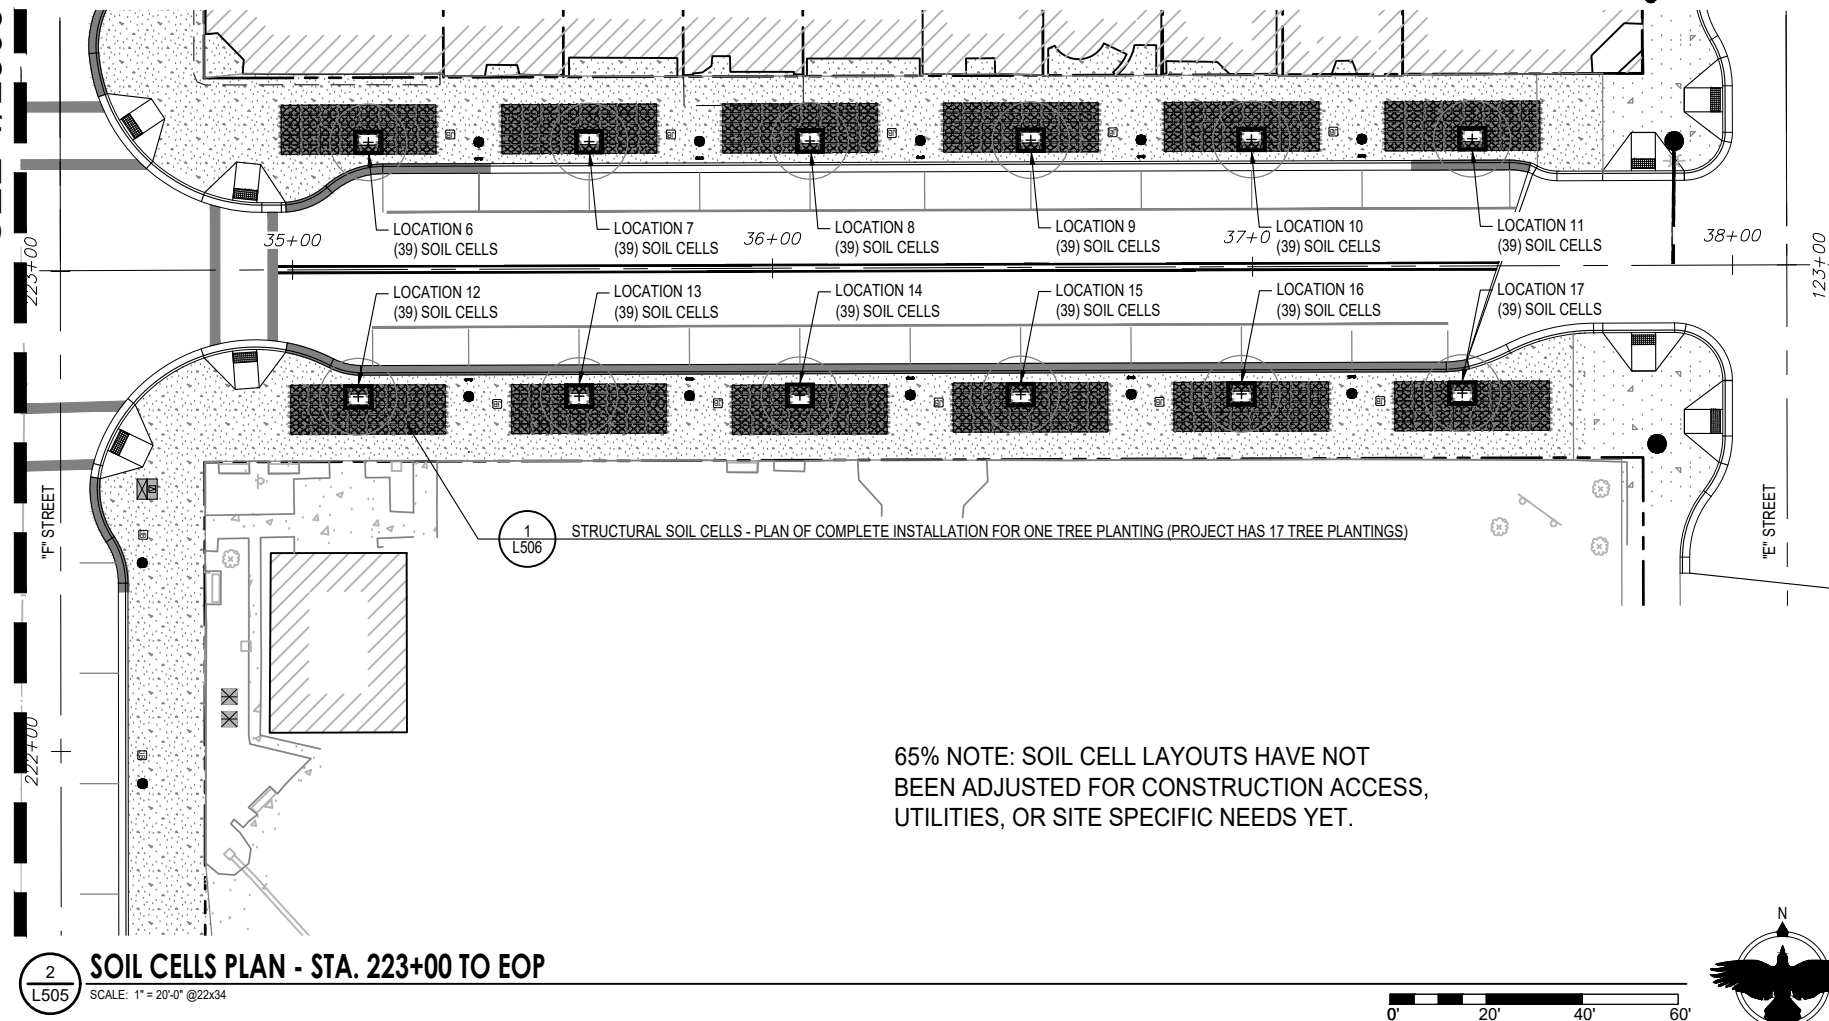 LOCATION 6
(39) SOIL CELLS
LOCATION 7
(39) SOIL CELLS
LOCATION 8
(39) SOIL CELLS
LOCATION 9
(39) SOIL CELLS
LOCATION 10
(39) SOIL CELLS
LOCATION 11
(39) SOIL CELLS
35+00
36+00
37+0
38+00
223+00
123+00
LOCATION 12
(39) SOIL CELLS
LOCATION 13
(39) SOIL CELLS
LOCATION 14
(39) SOIL CELLS
LOCATION 15
(39) SOIL CELLS
LOCATION 16
(39) SOIL CELLS
LOCATION 17
(39) SOIL CELLS
"F" STREET
"E" STREET
1
L506
STRUCTURAL SOIL CELLS - PLAN OF COMPLETE INSTALLATION FOR ONE TREE PLANTING (PROJECT HAS 17 TREE PLANTINGS)
222+00
65% NOTE: SOIL CELL LAYOUTS HAVE NOT
BEEN ADJUSTED FOR CONSTRUCTION ACCESS,
UTILITIES, OR SITE SPECIFIC NEEDS YET.
2
L505
SOIL CELLS PLAN - STA. 223+00 TO EOP
SCALE: 1" = 20'-0" @22x34
0' 20' 40' 60'
N